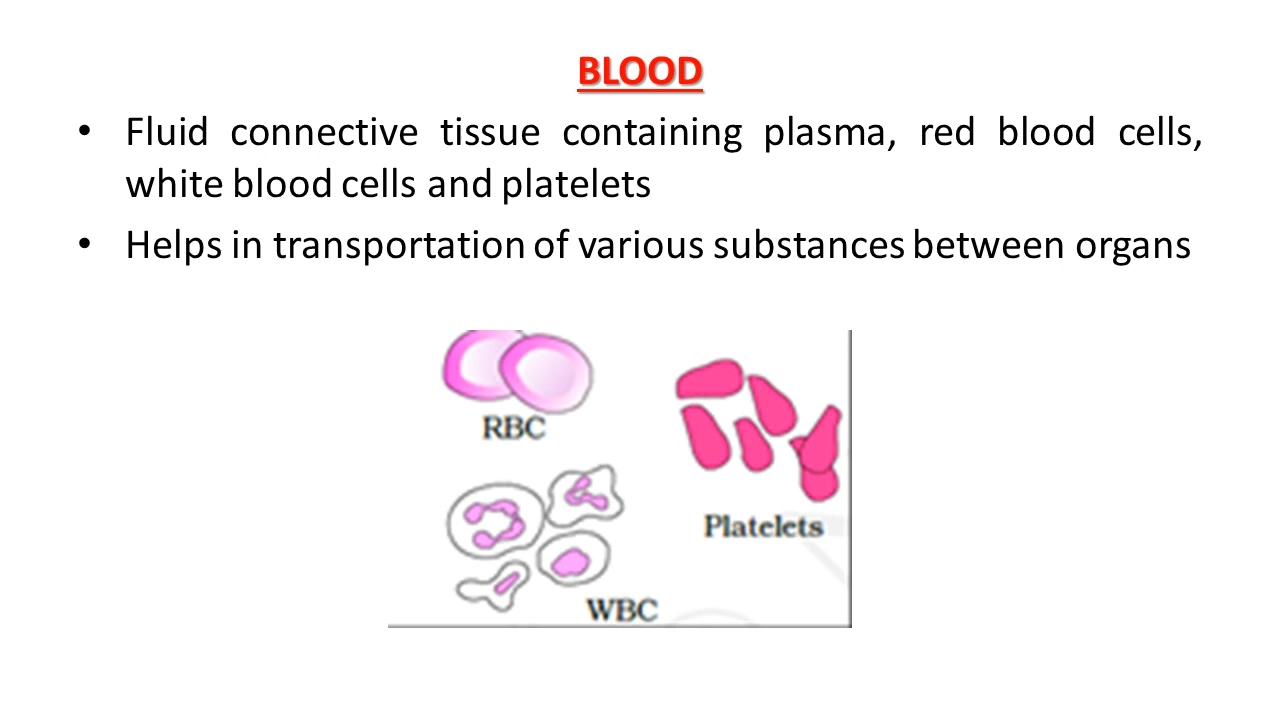 BLOOD
• Fluid connective tissue containing plasma, red blood cells,
white blood cells and platelets
• Helps in transportation of various substances between organs
RBC
Platelets
WBC